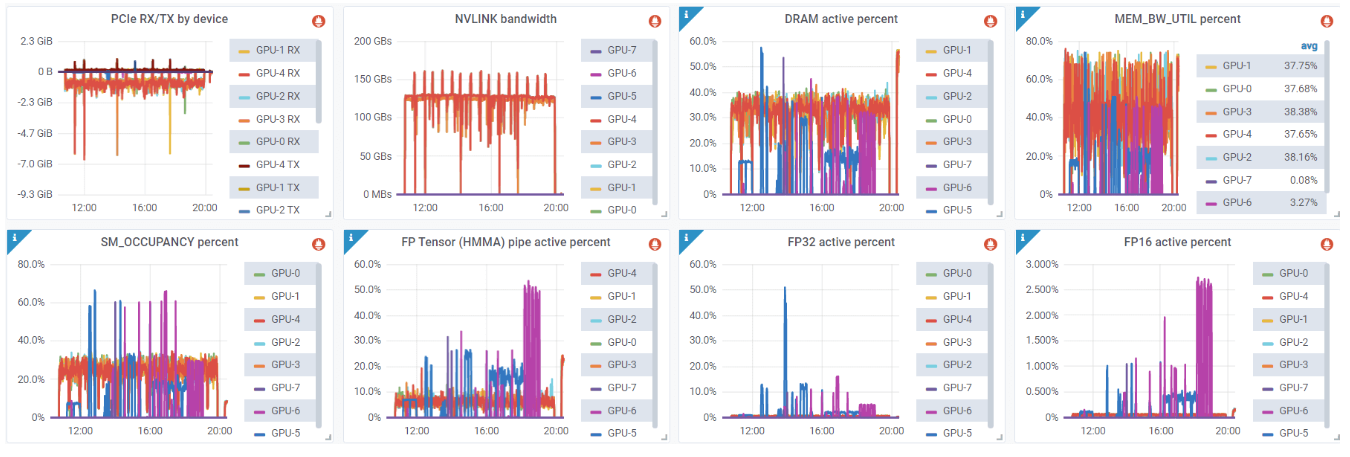 PCIe RX/TX by device
2.3 GiB
0 B
-2.3 GiB
-4.7 GiB
-7.0 GiB
-9.3 GiB
12:00 16:00 20:00
GPU-1 RX
GPU-4 RX
GPU-2 RX
GPU-3 RX
GPU-0 RX
GPU-4 TX
GPU-1 TX
GPU-2 TX
NVLINK bandwidth
200 GBs
150 GBs
100 GBs
50 GBs
0 MBs
12:00 16:00 20:00
GPU-7
GPU-6
GPU-5
GPU-4
GPU-3
GPU-2
GPU-1
GPU-0
i
DRAM active percent
60.0%
50.0%
40.0%
30.0%
20.0%
10.0%
0%
12:00 16:00 20:00
GPU-1
GPU-4
GPU-2
GPU-0
GPU-3
GPU-7
GPU-6
GPU-5
i
MEM_BW_UTIL percent
80.0%
60.0%
40.0%
20.0%
0%
12:00 16:00 20:00
avg
GPU-1 37.75%
GPU-0 37.68%
GPU-3 38.38%
GPU-4 37.65%
GPU-2 38.16%
GPU-7 0.08%
GPU-6 3.27%
i
SM_OCCUPANCY percent
80.0%
60.0%
40.0%
20.0%
0%
12:00 16:00 20:00
GPU-0
GPU-1
GPU-4
GPU-2
GPU-3
GPU-7
GPU-6
GPU-5
i
FP Tensor (HMMA) pipe active percent
60.0%
40.0%
20.0%
0%
12:00 16:00 20:00
GPU-4
GPU-1
GPU-2
GPU-0
GPU-3
GPU-7
GPU-6
GPU-5
i
FP32 active percent
60.0%
50.0%
40.0%
30.0%
20.0%
10.0%
0%
12:00 16:00 20:00
GPU-0
GPU-1
GPU-4
GPU-3
GPU-2
GPU-7
GPU-6
GPU-5
i
FP16 active percent
3.000%
2.500%
2.000%
1.500%
1.000%
0.500%
0%
12:00 16:00 20:00
GPU-0
GPU-4
GPU-1
GPU-2
GPU-3
GPU-7
GPU-6
GPU-5